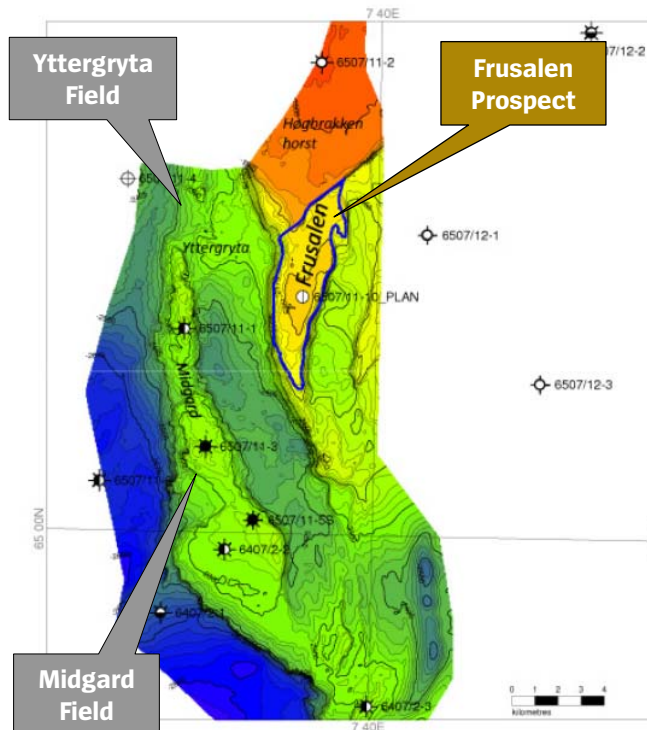 7 40E
Yttergryta
Field
Frusalen
Prospect
6507/11-2
07/12-2
Høgbrakken
horst
6507/11-4
Frusalen
6507/12-1
Yttergryta
6507/11-10_PLAN
6507/11-1
Midgard
6507/12-3
6507/11-3
6507/11-
65 00N
6507/11-5S
6407/2-2
6407/2-1
Midgard
Field
6407/2-3
0 1 2 3 4
kilometres
7 40E